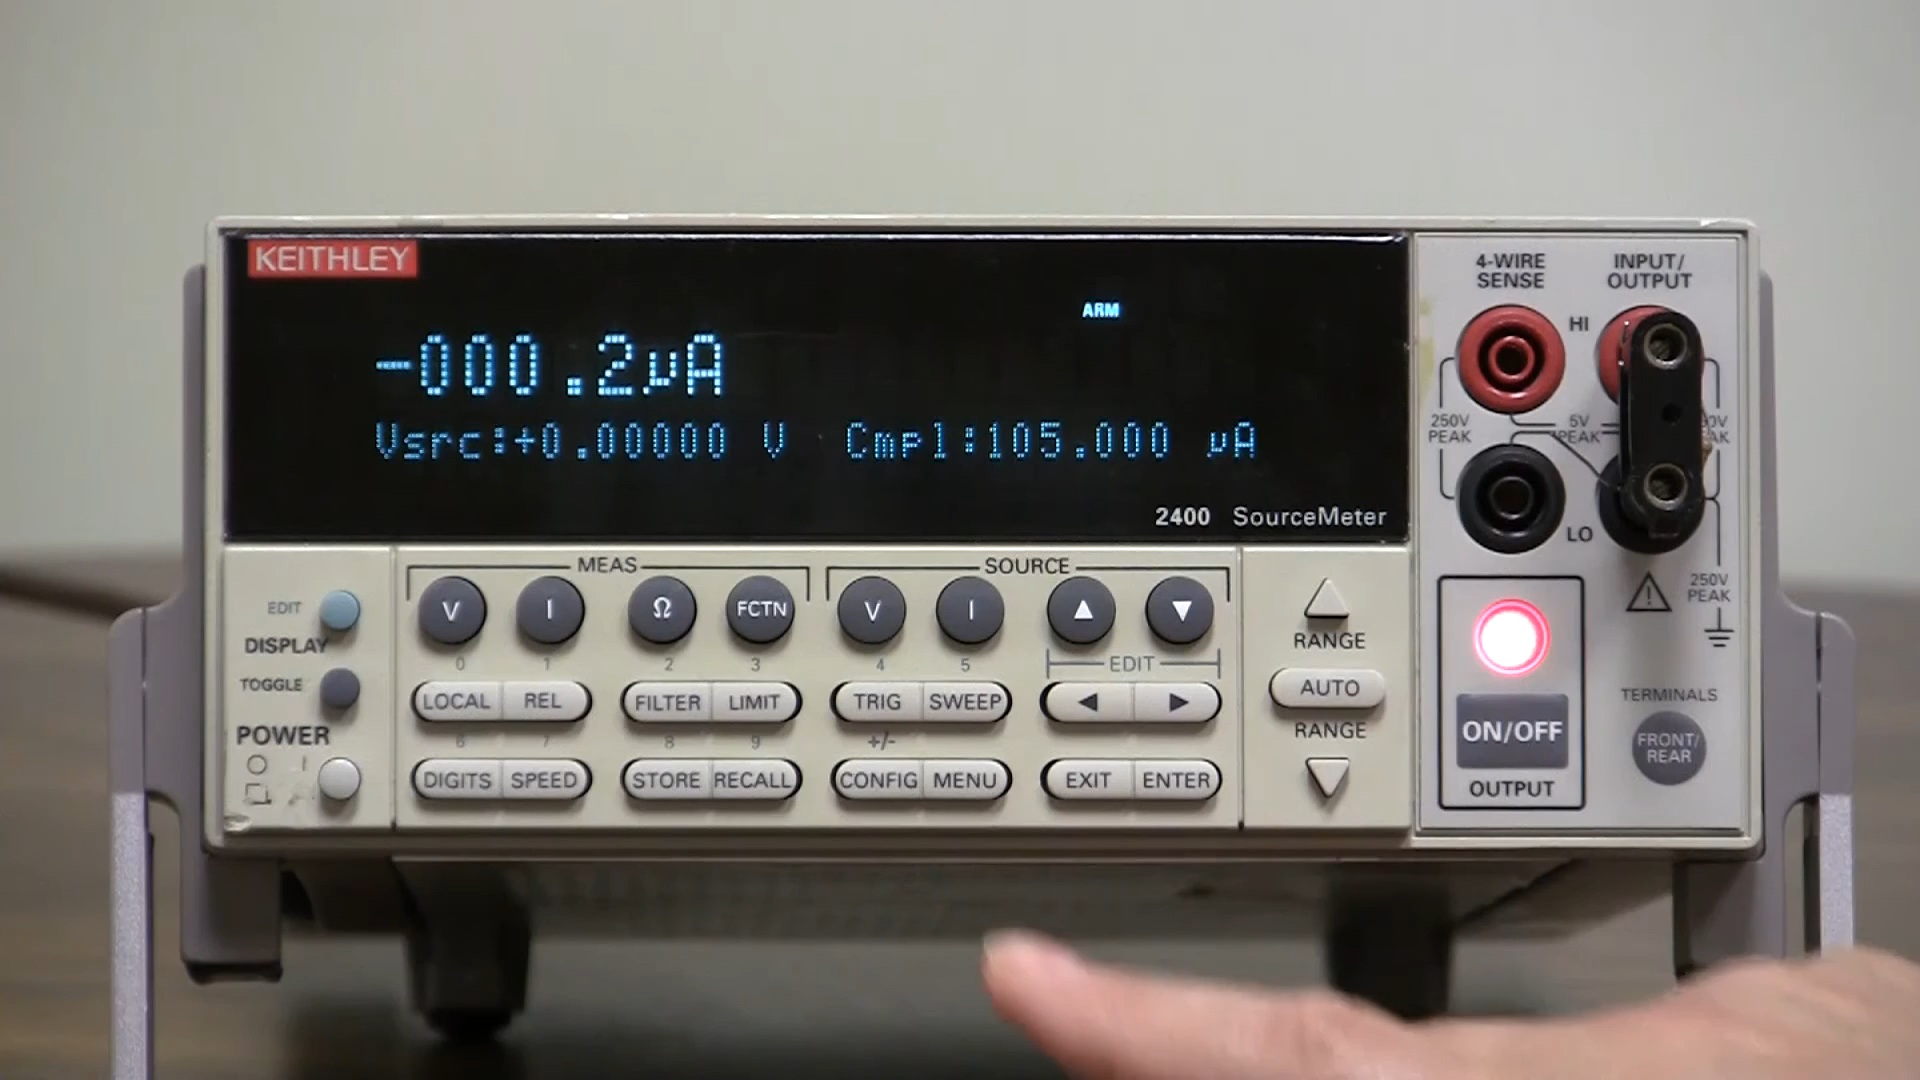 KEITHLEY
ARM
-000.2µA
Vsrc:+0.00000 V Cmpl:105.000 µA
2400 SourceMeter
4-WIRE SENSE
INPUT/OUTPUT
HI
250V PEAK
5V PEAK
LO
250V PEAK
MEAS
SOURCE
EDIT
DISPLAY
TOGGLE
POWER
V I Ω FCTN V I ▲ ▼
0 1 2 3 4 5 EDIT
LOCAL REL FILTER LIMIT TRIG SWEEP ◀ ▶
6 7 8 9 +/-
DIGITS SPEED STORE RECALL CONFIG MENU EXIT ENTER
RANGE
AUTO
RANGE
ON/OFF
OUTPUT
TERMINALS
FRONT/REAR